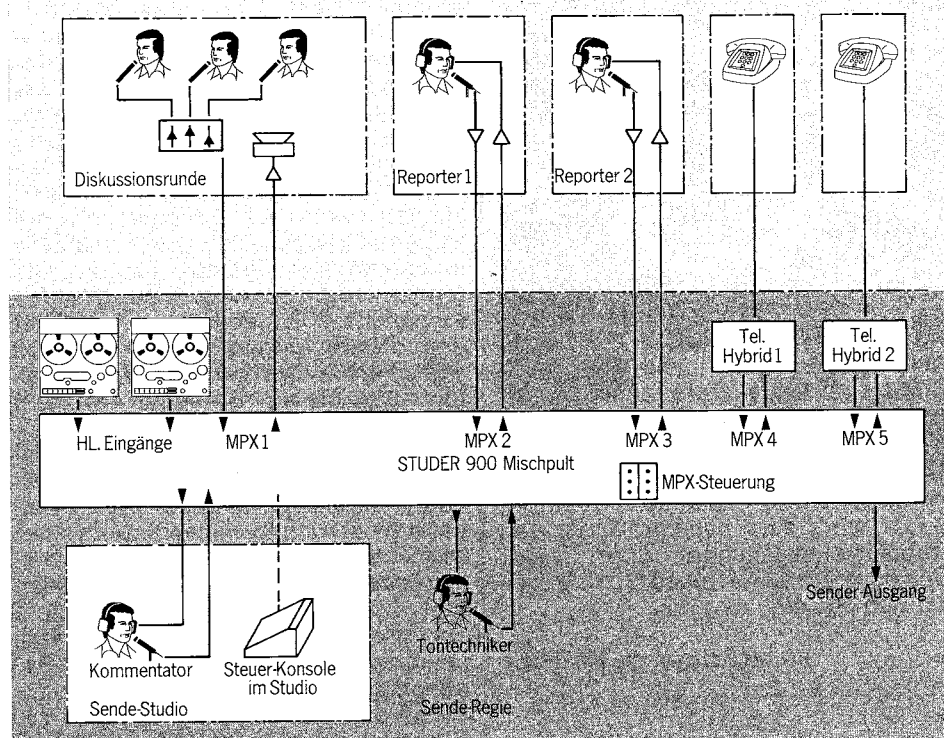 Diskussionsrunde
Reporter 1
Reporter 2
Tel.
Hybrid 1
Tel.
Hybrid 2
HL. Eingänge
MPX 1
MPX 2
MPX 3
MPX 4
MPX 5
STUDER 900 Mischpult
MPX-Steuerung
Kommentator
Steuer-Konsole
im Studio
Sende-Studio
Tontechniker
Sende-Regie
Sender Ausgang